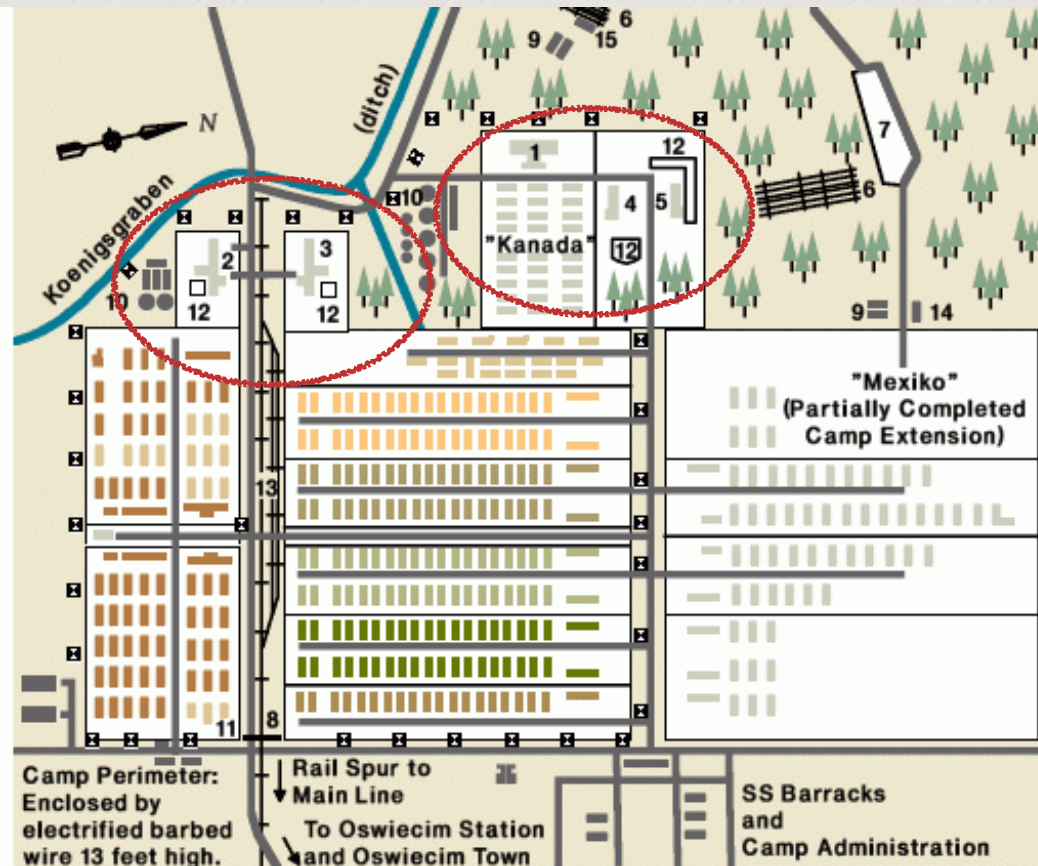 6
9
15
(ditch)
N
12
7
1
10
4
5
6
Koenigsgraben
2
3
"Kanada"
12
10
12
12
9
14
"Mexiko"
(Partially Completed
Camp Extension)
13
11
8
Camp Perimeter:
Enclosed by
electrified barbed
wire 13 feet high.
Rail Spur to
Main Line
To Oswiecim Station
and Oswiecim Town
SS Barracks
and
Camp Administration